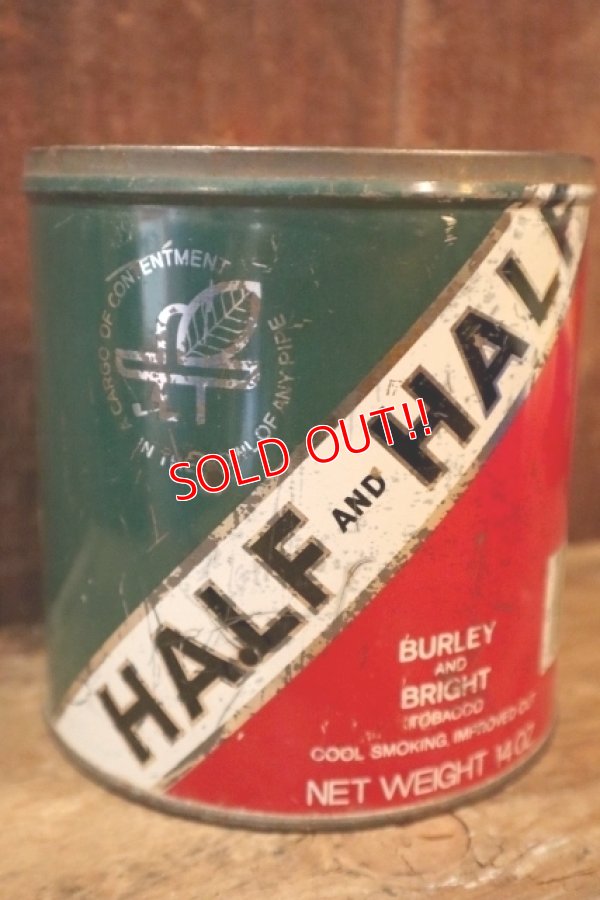 A CARGO OF CONTENTMENT
IN THE OF ANY PIPE
HALF AND HALF
SOLD OUT!!
BURLEY
AND
BRIGHT
TOBACCO
COOL SMOKING, IMPROVED CUT
NET WEIGHT 14 OZ.